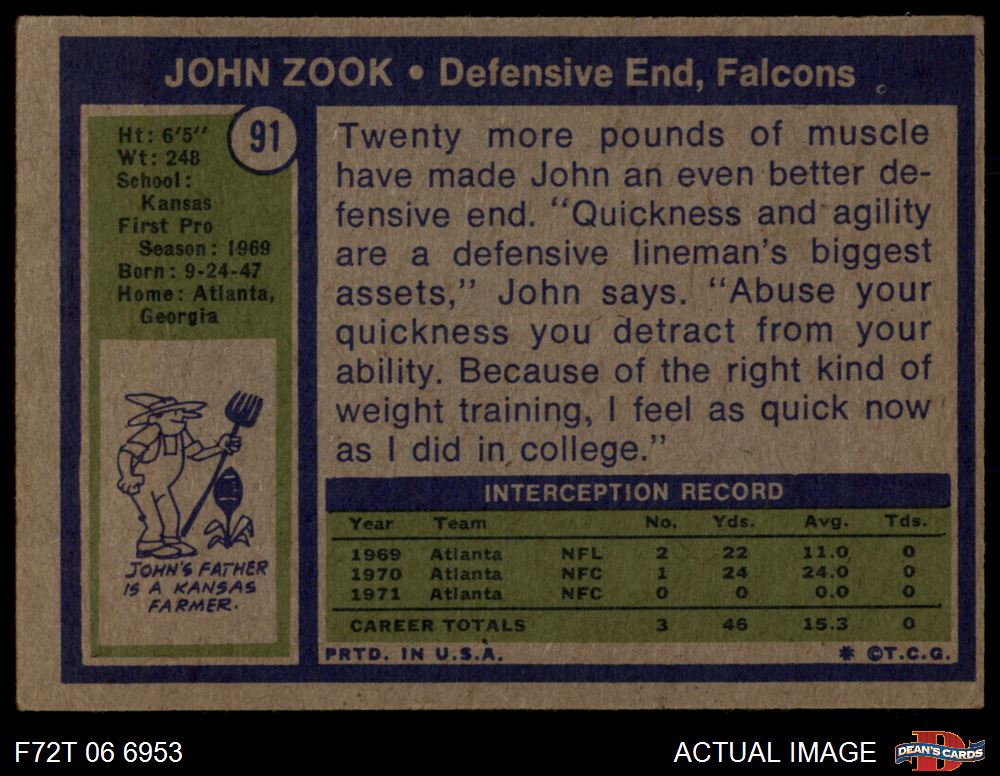 JOHN ZOOK • Defensive End, Falcons
91
Ht: 6'5''
Wt: 248
School:
Kansas
First Pro
Season: 1969
Born: 9-24-47
Home: Atlanta,
Georgia
JOHN'S FATHER
IS A KANSAS
FARMER.
Twenty more pounds of muscle
have made John an even better de-
fensive end. “Quickness and agility
are a defensive lineman’s biggest
assets,” John says. “Abuse your
quickness you detract from your
ability. Because of the right kind of
weight training, I feel as quick now
as I did in college.”
INTERCEPTION RECORD
Year Team No. Yds. Avg. Tds.
1969 Atlanta NFL 2 22 11.0 0
1970 Atlanta NFC 1 24 24.0 0
1971 Atlanta NFC 0 0 0.0 0
CAREER TOTALS 3 46 15.3 0
PRTD. IN U.S.A. * ©T.C.G.
F72T 06 6953
ACTUAL IMAGE
D
DEAN'S CARDS